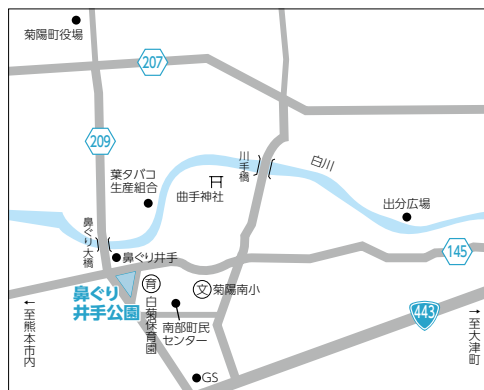 菊陽町役場
207
209
葉タバコ
生産組合
曲手神社
川手橋
白川
出分広場
鼻ぐり大橋
鼻ぐり井手
145
鼻ぐり
井手公園
育
白菊保育園
文
菊陽南小
南部町民
センター
443
←至熊本市内
←至大津町
GS